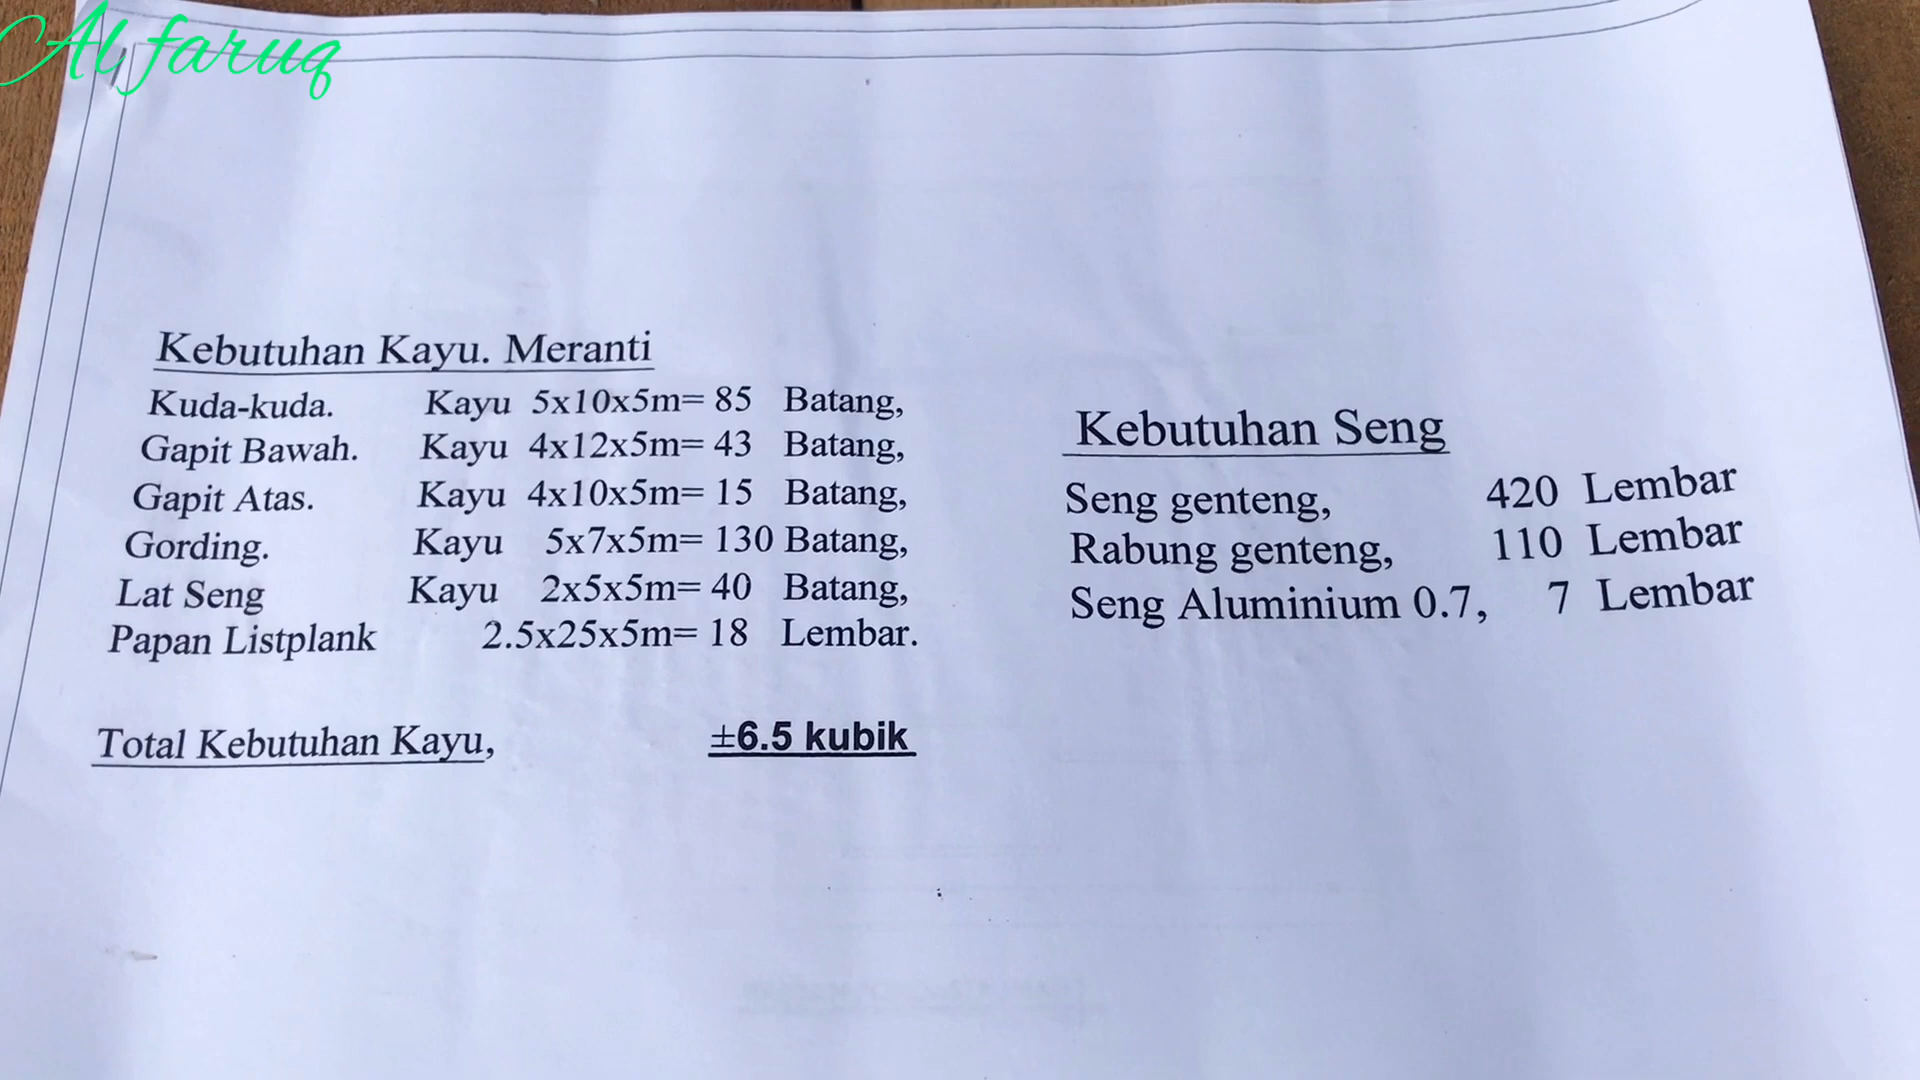 Al faruq
Kebutuhan Kayu. Meranti
Kuda-kuda. Kayu 5x10x5m= 85 Batang,
Gapit Bawah. Kayu 4x12x5m= 43 Batang,
Gapit Atas. Kayu 4x10x5m= 15 Batang,
Gording. Kayu 5x7x5m= 130 Batang,
Lat Seng Kayu 2x5x5m= 40 Batang,
Papan Listplank 2.5x25x5m= 18 Lembar.
Total Kebutuhan Kayu, ±6.5 kubik
Kebutuhan Seng
Seng genteng, 420 Lembar
Rabung genteng, 110 Lembar
Seng Aluminium 0.7, 7 Lembar